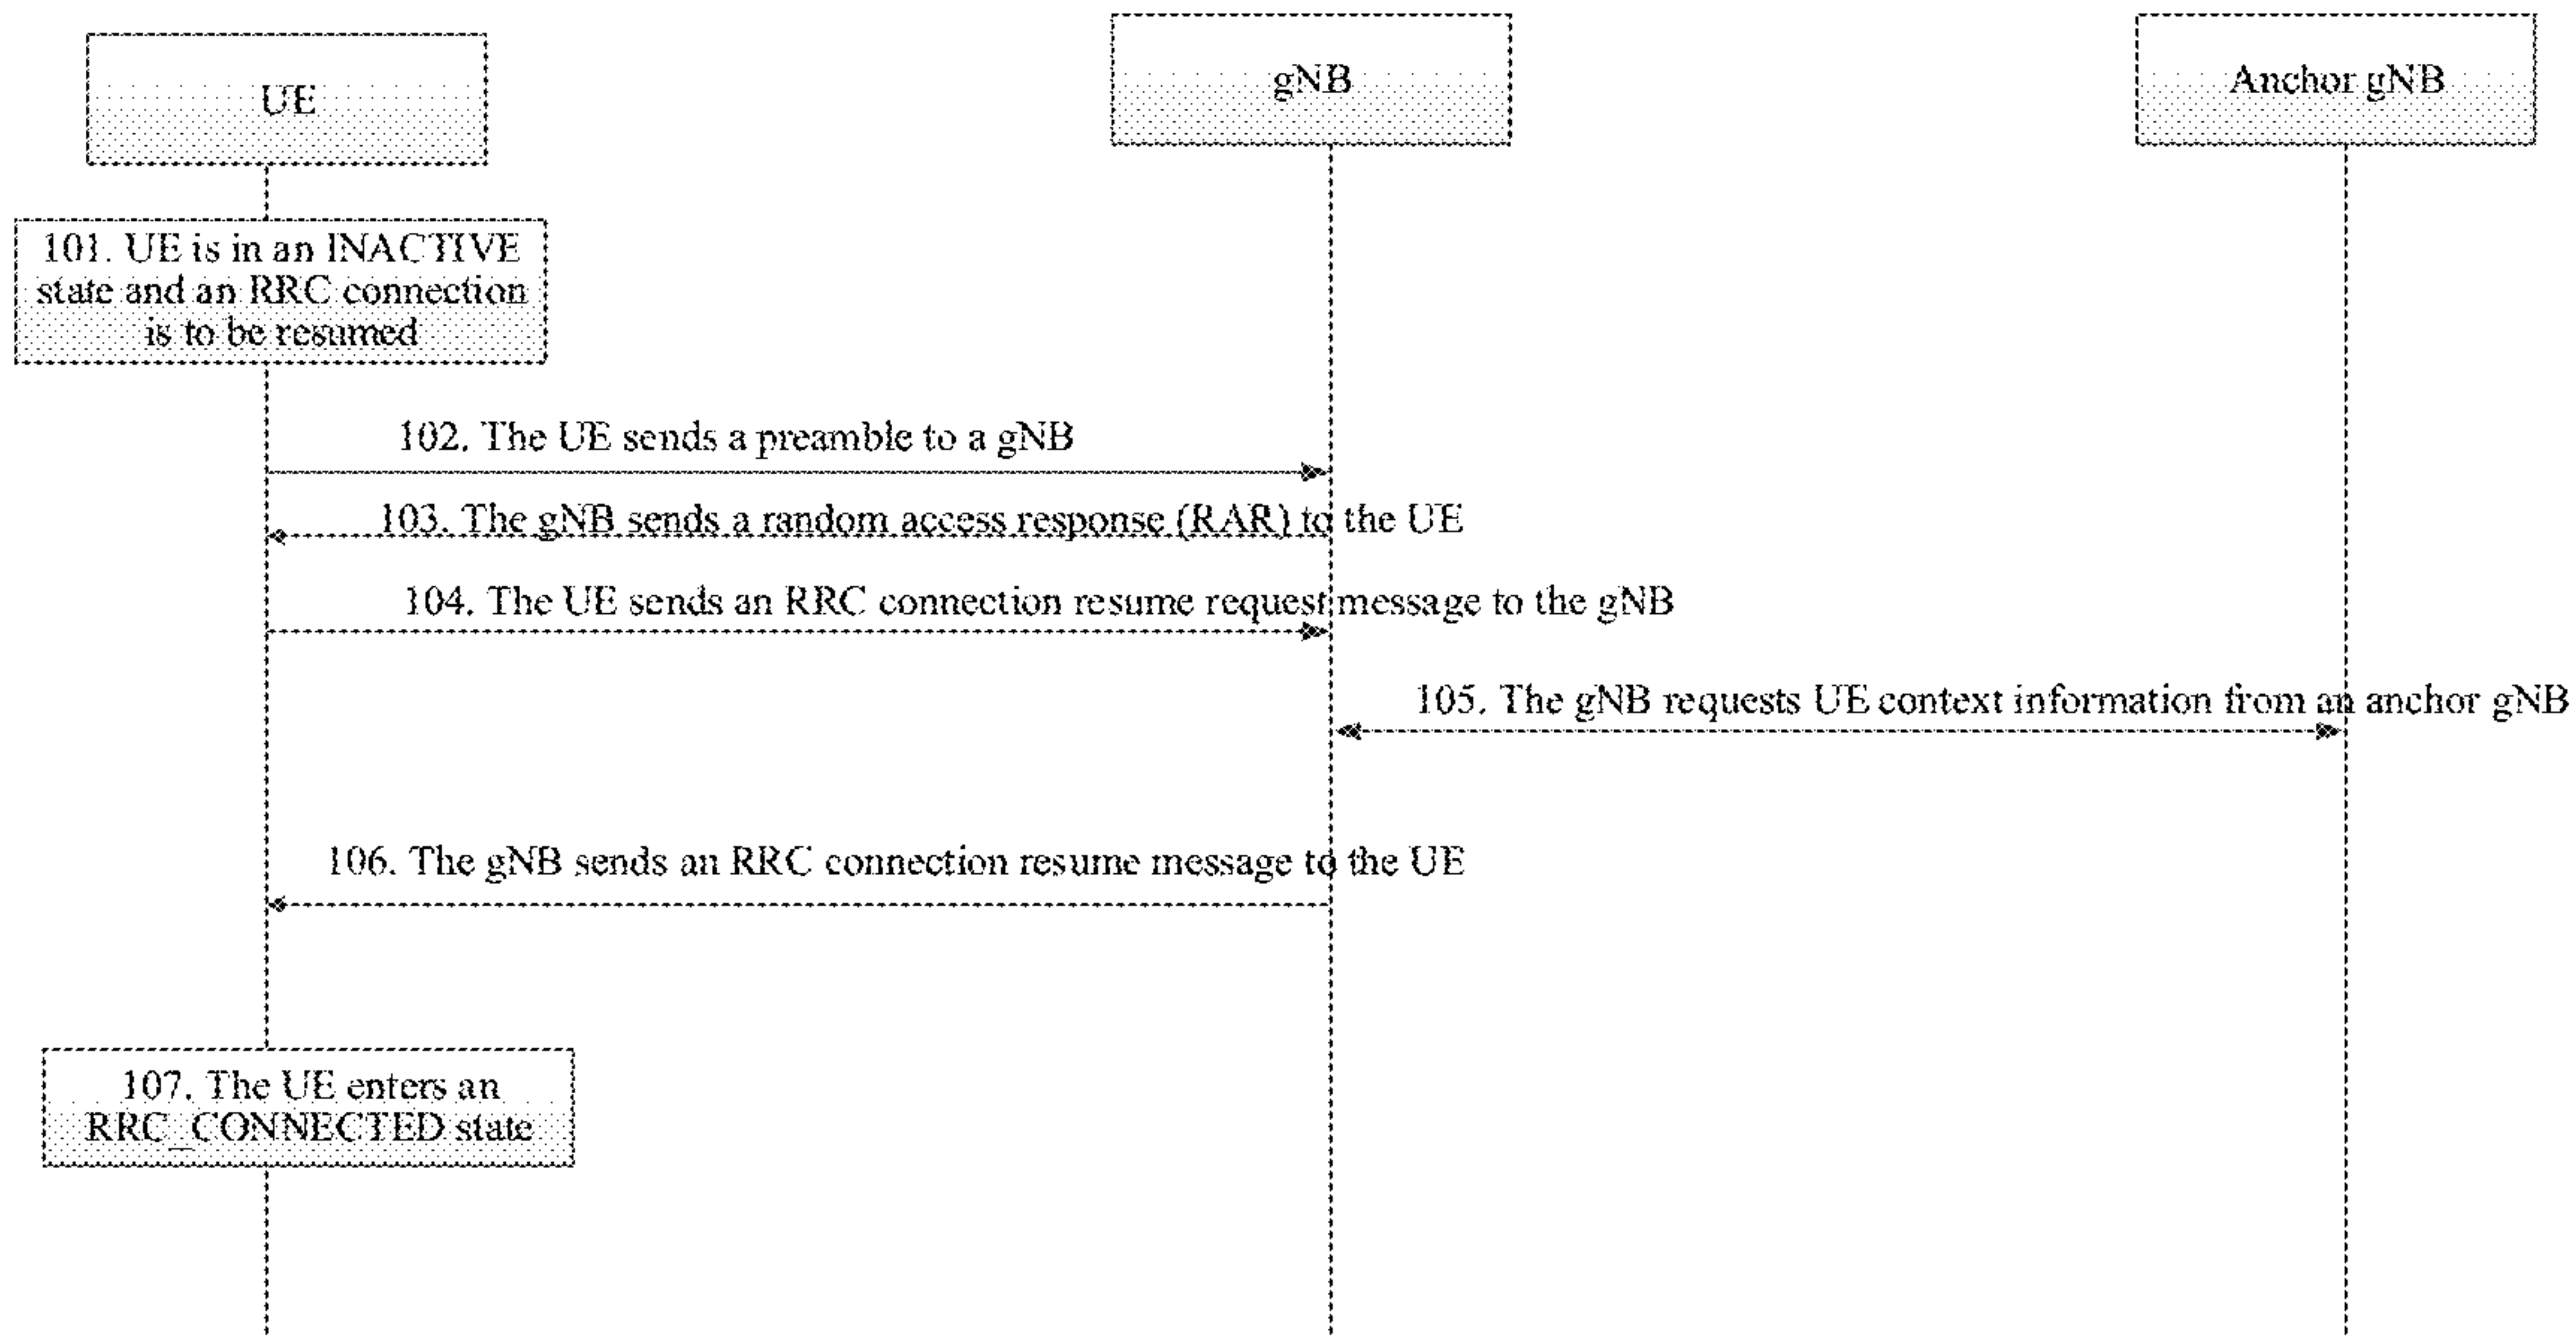 UE
gNB
Anchor gNB
101. UE is in an INACTIVE
state and an RRC connection
is to be resumed
102. The UE sends a preamble to a gNB
103. The gNB sends a random access response (RAR) to the UE
104. The UE sends an RRC connection resume request message to the gNB
105. The gNB requests UE context information from an anchor gNB
106. The gNB sends an RRC connection resume message to the UE
107. The UE enters an
RRC_CONNECTED state